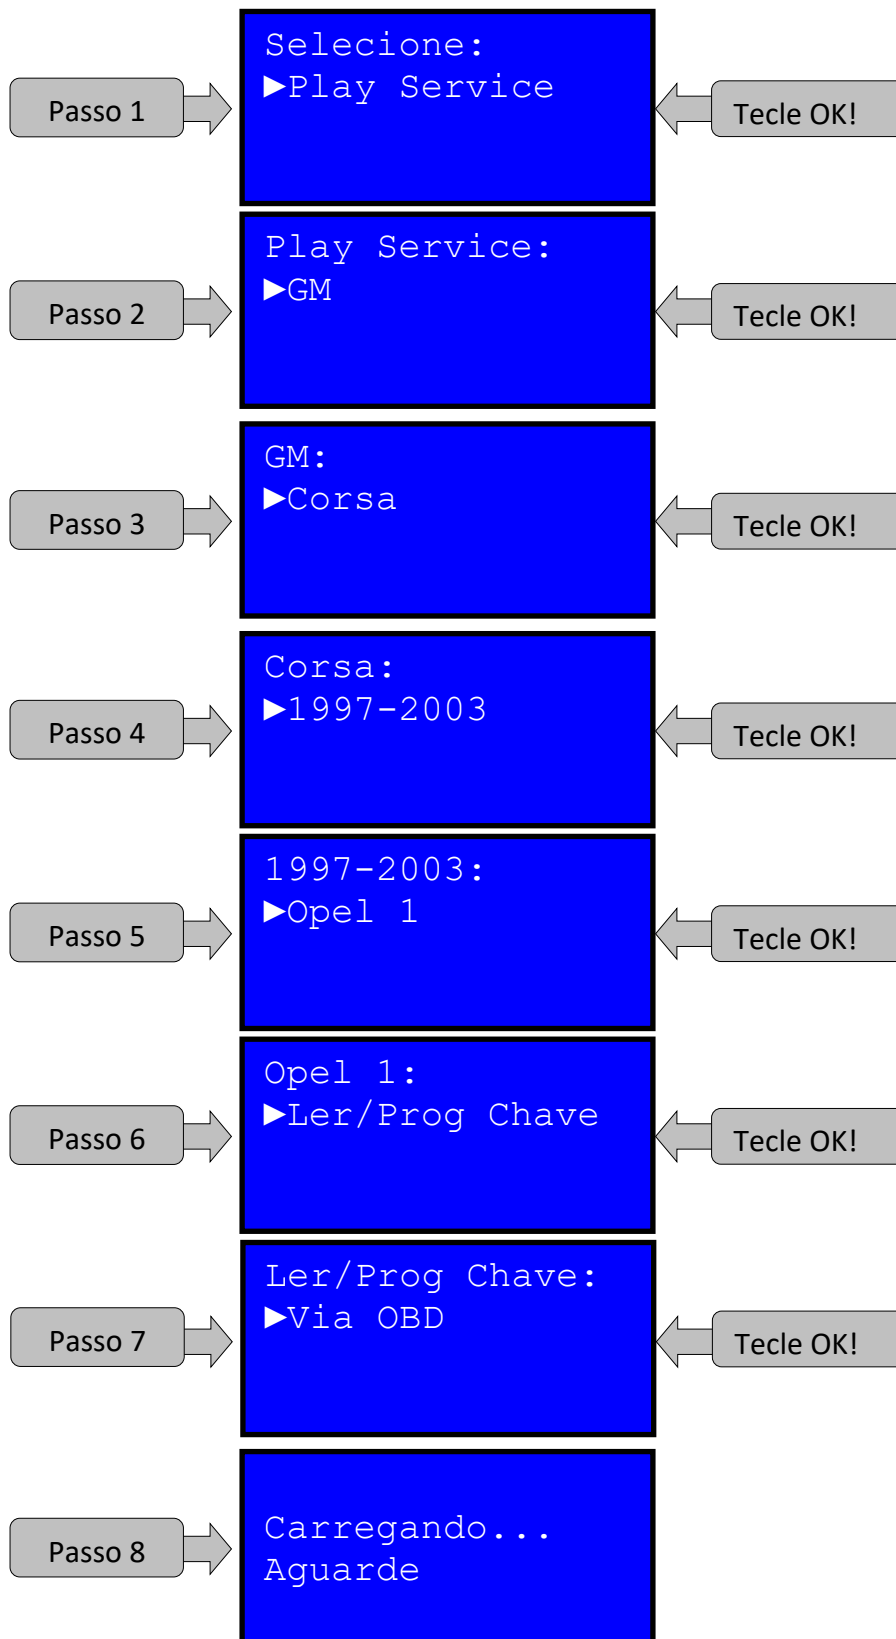 Selecione:
►Play Service
Passo 1
Tecle OK!
Play Service:
►GM
Passo 2
Tecle OK!
GM:
►Corsa
Passo 3
Tecle OK!
Corsa:
►1997-2003
Passo 4
Tecle OK!
1997-2003:
►Opel 1
Passo 5
Tecle OK!
Opel 1:
►Ler/Prog Chave
Passo 6
Tecle OK!
Ler/Prog Chave:
►Via OBD
Passo 7
Tecle OK!
Passo 8
Carregando...
Aguarde